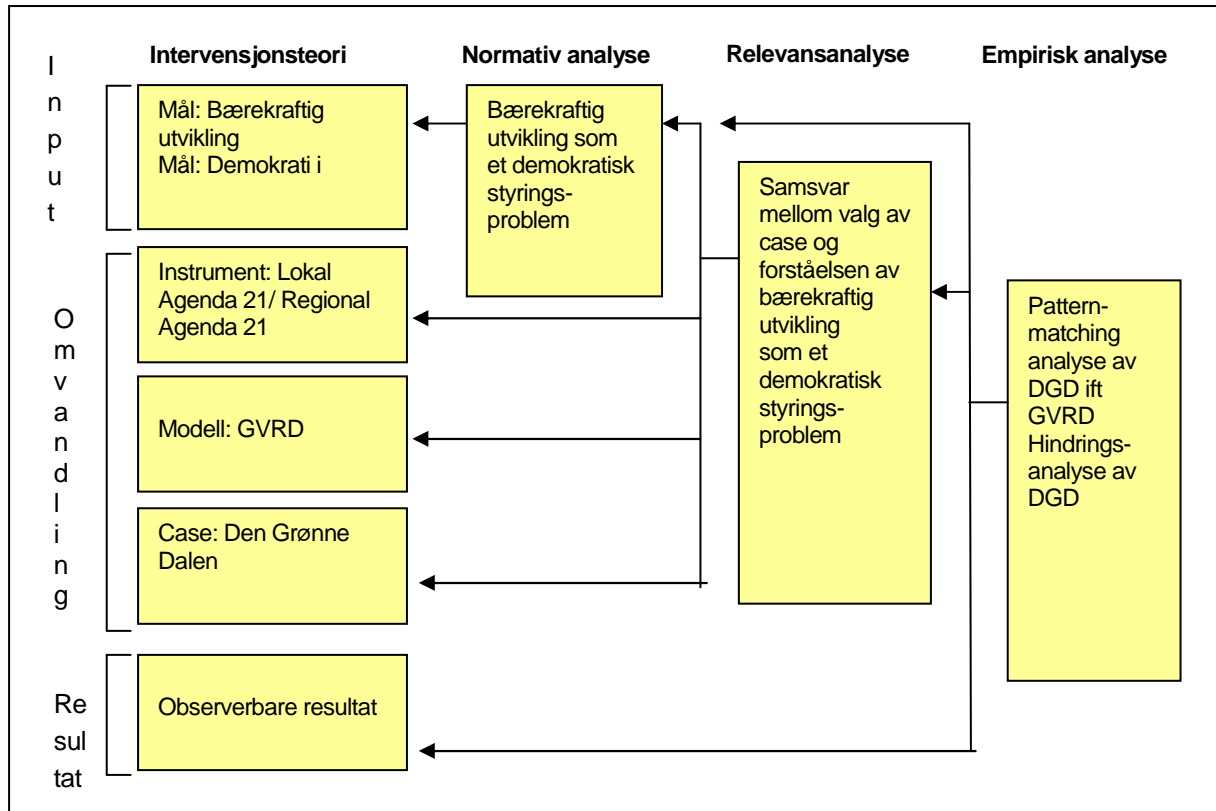 Intervensjonsteori
Normativ analyse
Relevansanalyse
Empirisk analyse
I
n
p
u
t
Mål: Bærekraftig
utvikling
Mål: Demokrati i
Bærekraftig
utvikling som
et demokratisk
styrings-
problem
Samsvar
mellom valg av
case og
forståelsen av
bærekraftig
utvikling
som et
demokratisk
styrings-
problem
Pattern-
matching
analyse av
DGD ift
GVRD
Hindrings-
analyse av
DGD
O
m
v
a
n
d
l
i
n
g
Instrument: Lokal
Agenda 21/ Regional
Agenda 21
Modell: GVRD
Case: Den Grønne
Dalen
Re
sul
tat
Observerbare resultat